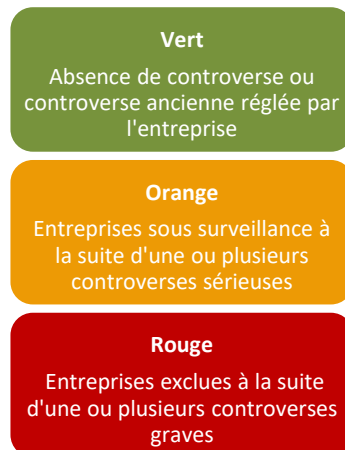 Vert
Absence de controverse ou
controverse ancienne réglée par
l'entreprise
Orange
Entreprises sous surveillance à
la suite d'une ou plusieurs
controverses sérieuses
Rouge
Entreprises exclues à la suite
d'une ou plusieurs controverses
graves